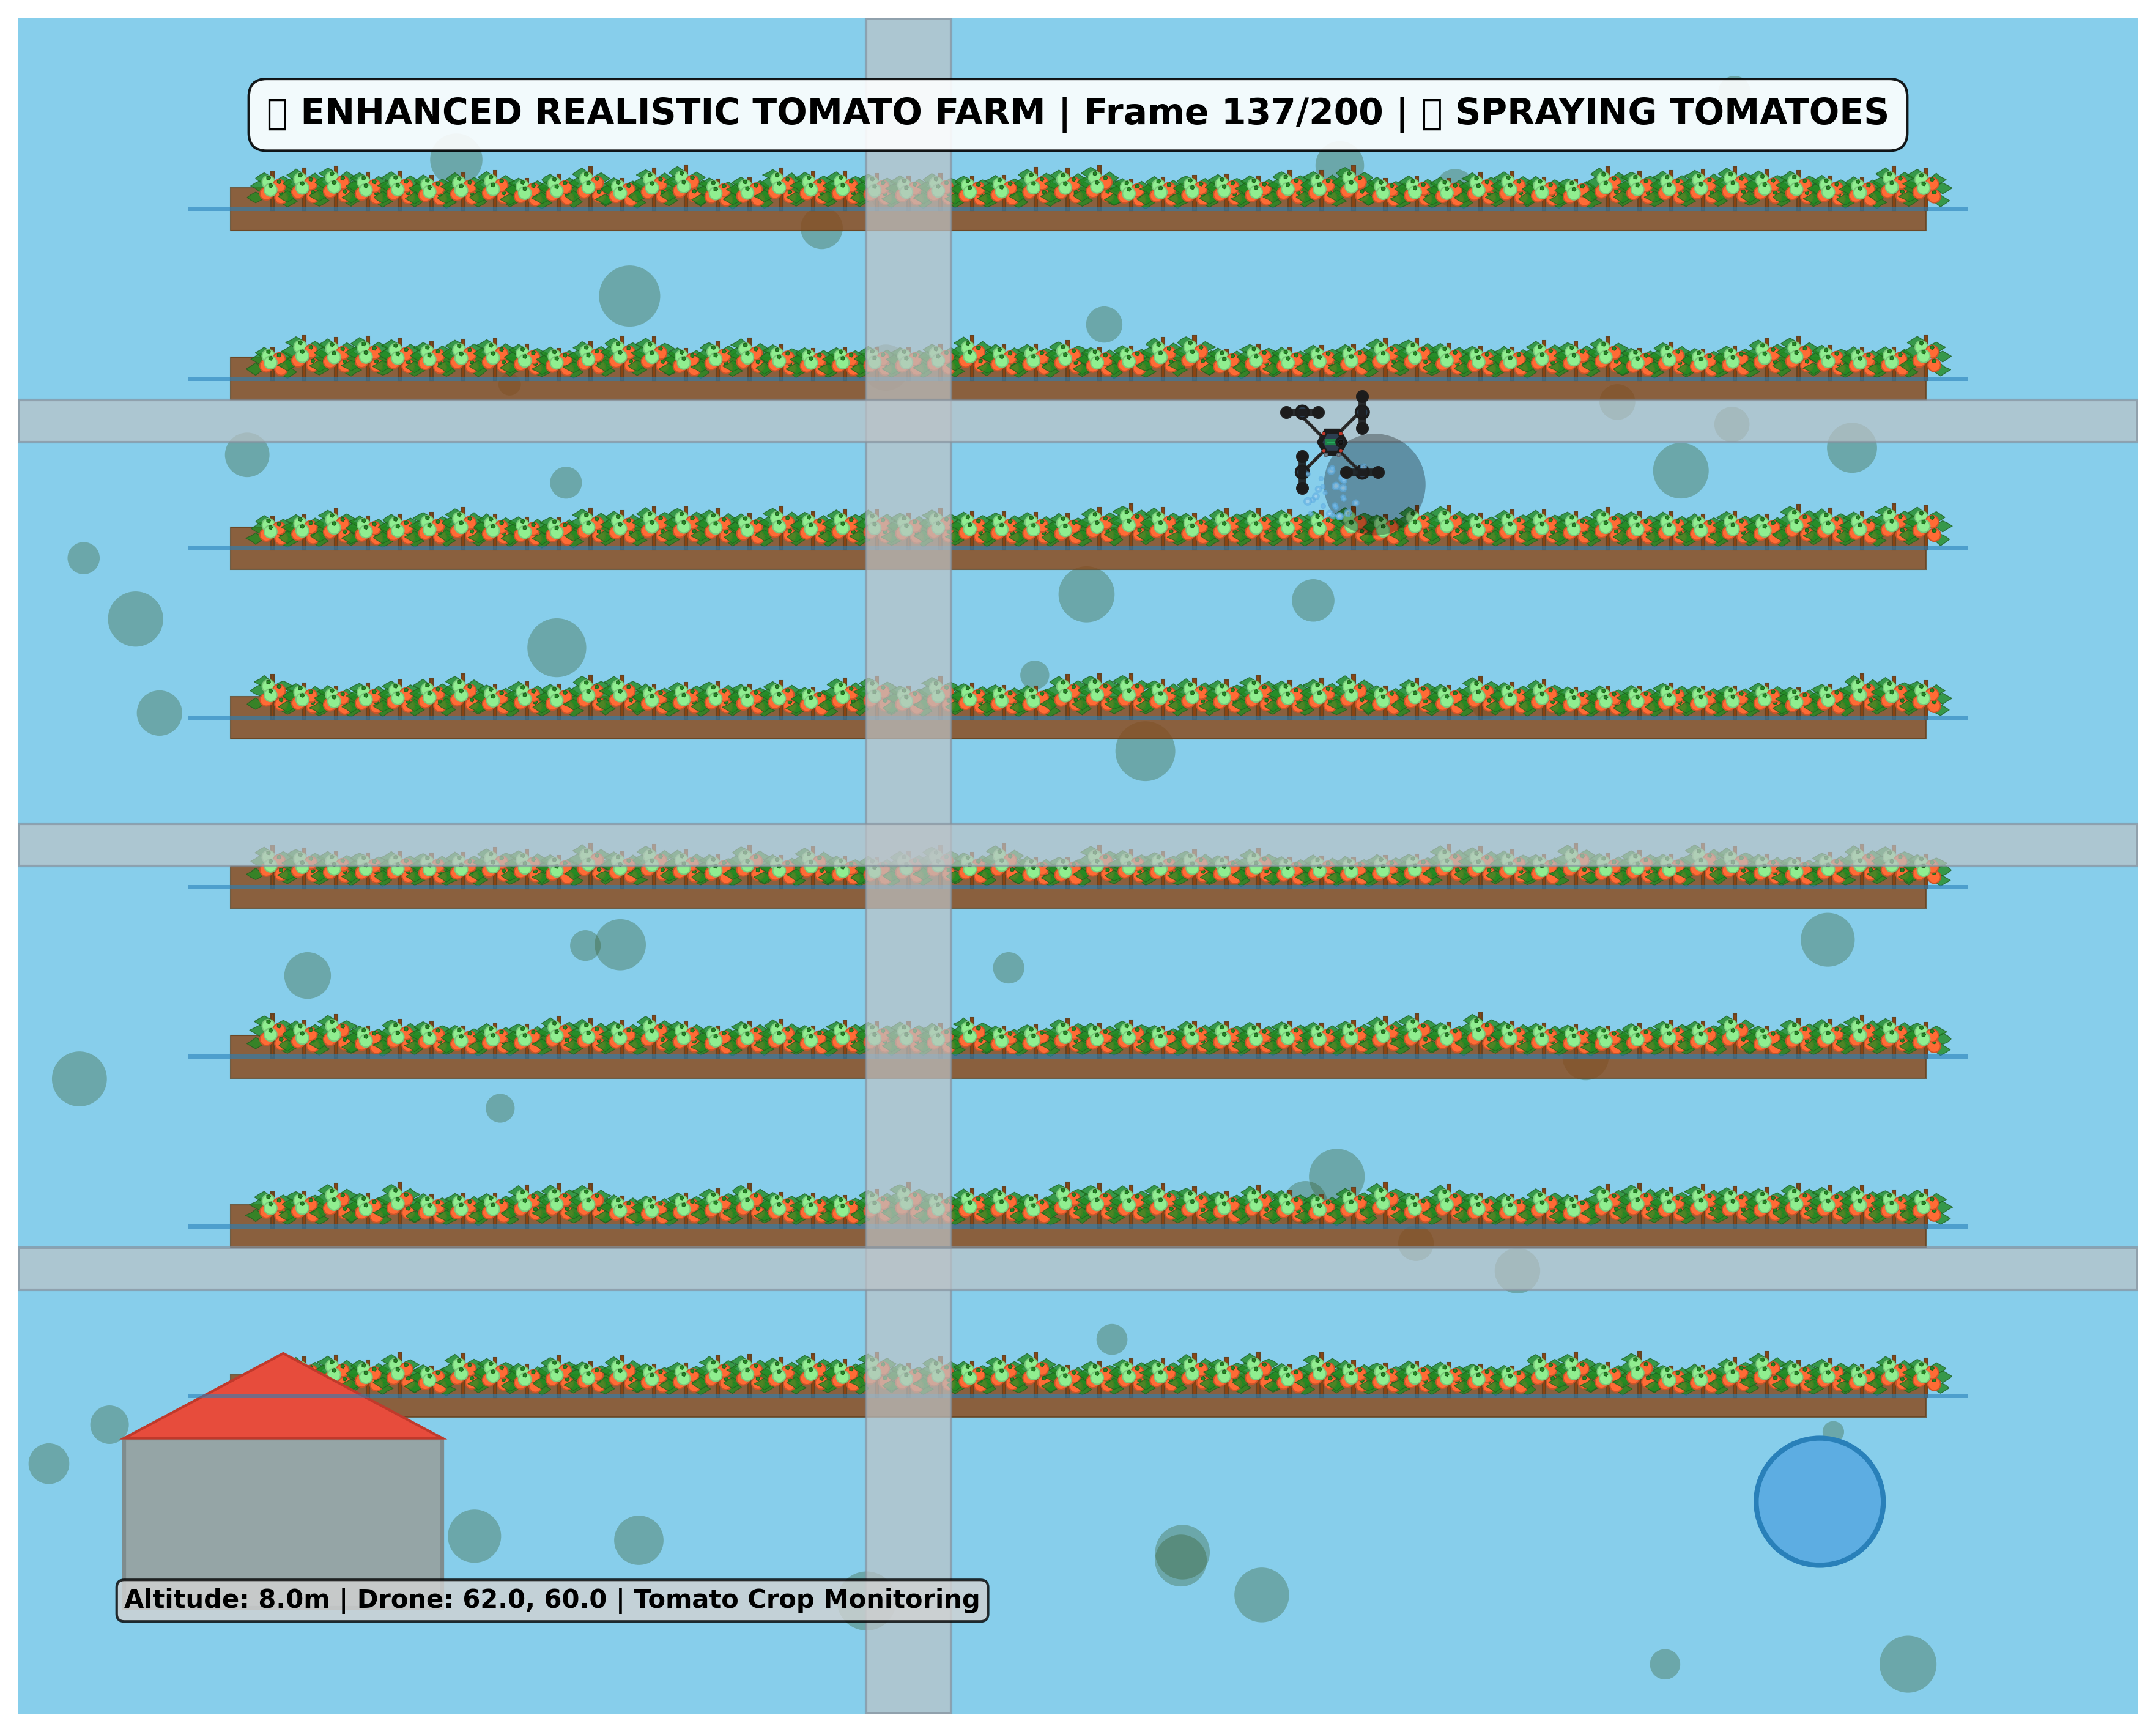 ▯ ENHANCED REALISTIC TOMATO FARM | Frame 137/200 | ▯ SPRAYING TOMATOES
Altitude: 8.0m | Drone: 62.0, 60.0 | Tomato Crop Monitoring